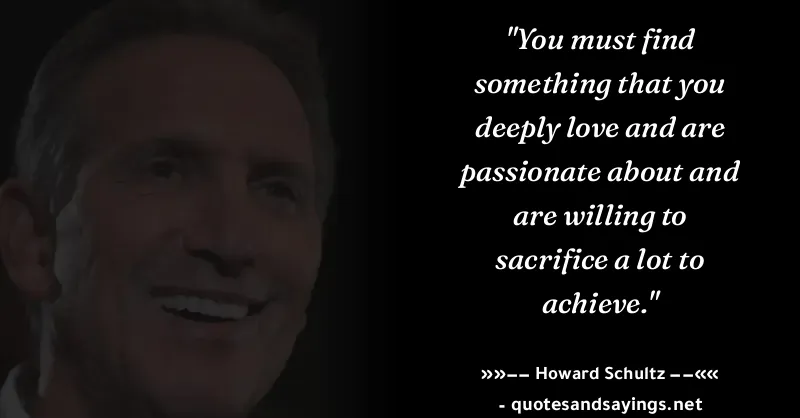 "You must find
something that you
deeply love and are
passionate about and
are willing to
sacrifice a lot to
achieve."
»»–– Howard Schultz ––««
- quotesandsayings.net